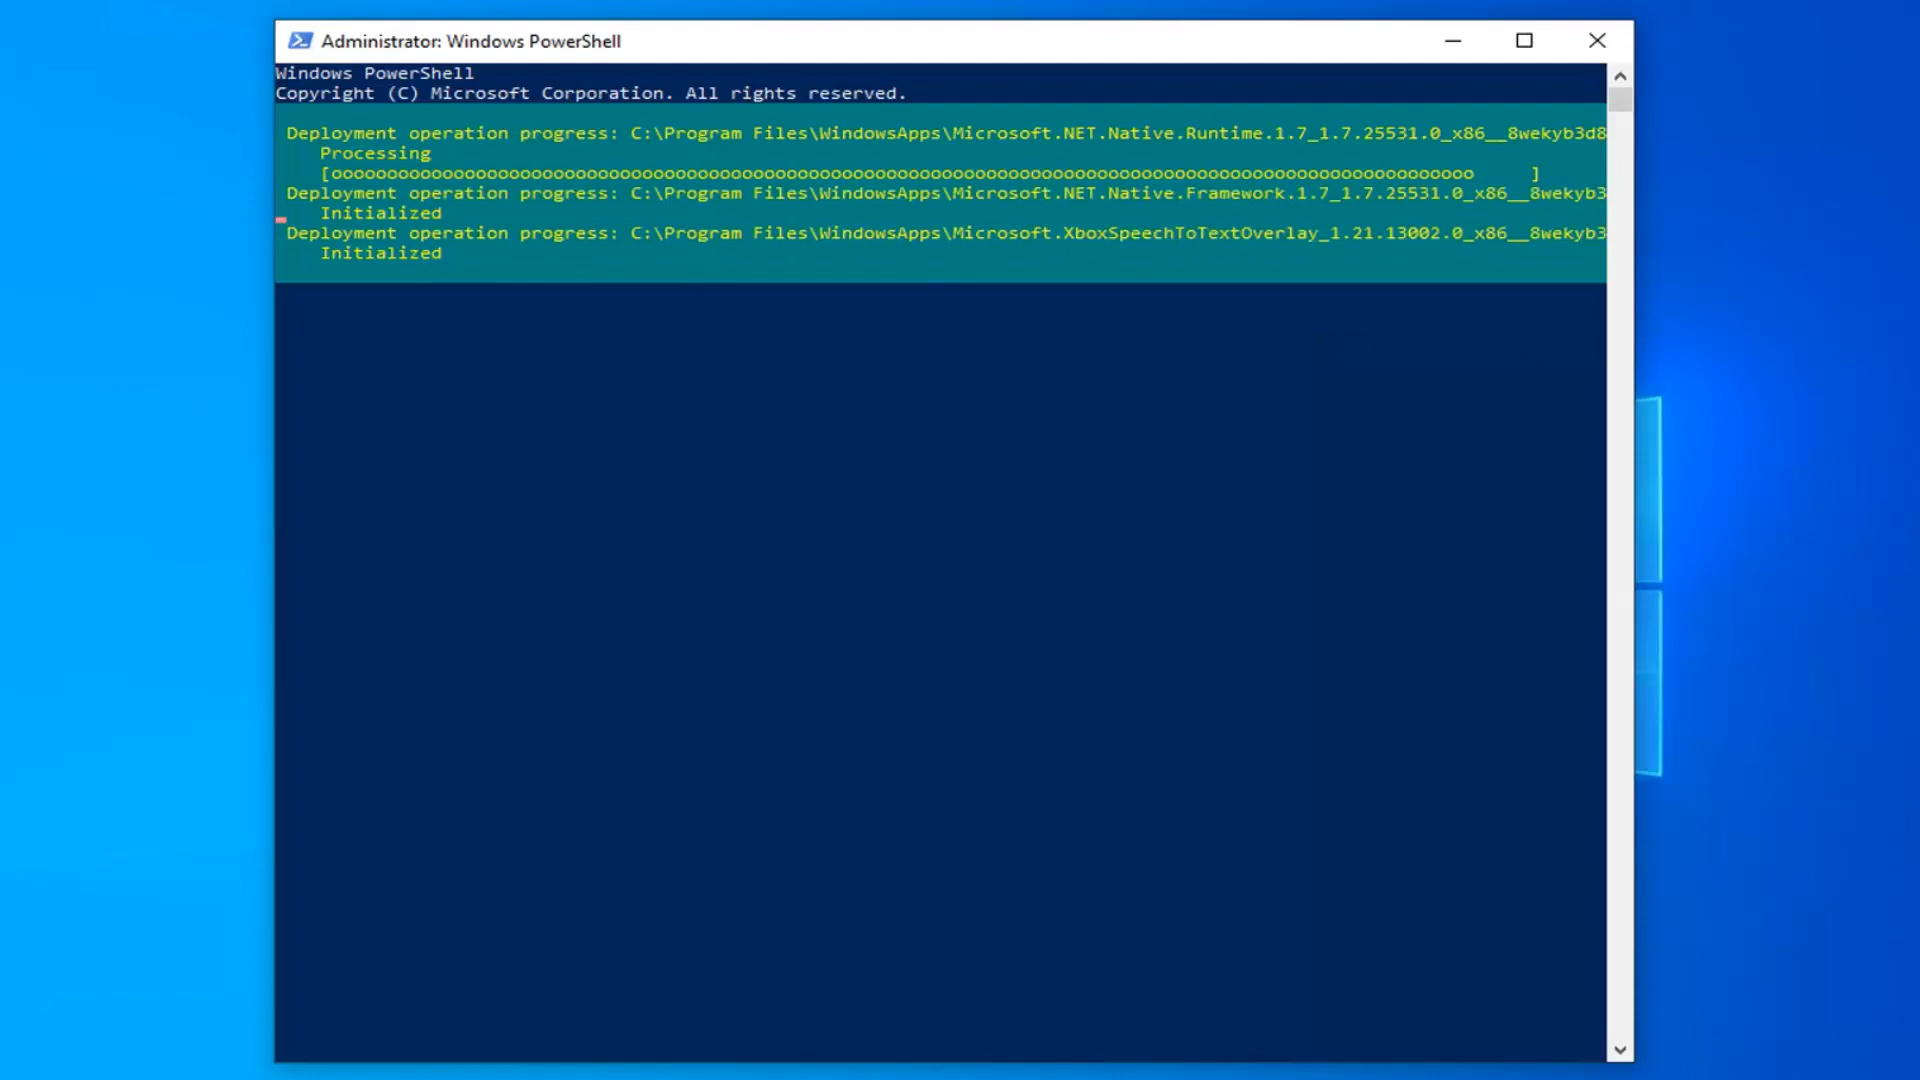 Administrator: Windows PowerShell
Windows PowerShell
Copyright (C) Microsoft Corporation. All rights reserved.
Deployment operation progress: C:\Program Files\WindowsApps\Microsoft.NET.Native.Runtime.1.7_1.7.25531.0_x86__8wekyb3d8
Processing
[ooooooooooooooooooooooooooooooooooooooooooooooooooooooooooooooooooooooooooooooooooooooooooooooooooooooo     ]
Deployment operation progress: C:\Program Files\WindowsApps\Microsoft.NET.Native.Framework.1.7_1.7.25531.0_x86__8wekyb3
Initialized
Deployment operation progress: C:\Program Files\WindowsApps\Microsoft.XboxSpeechToTextOverlay_1.21.13002.0_x86__8wekyb3
Initialized